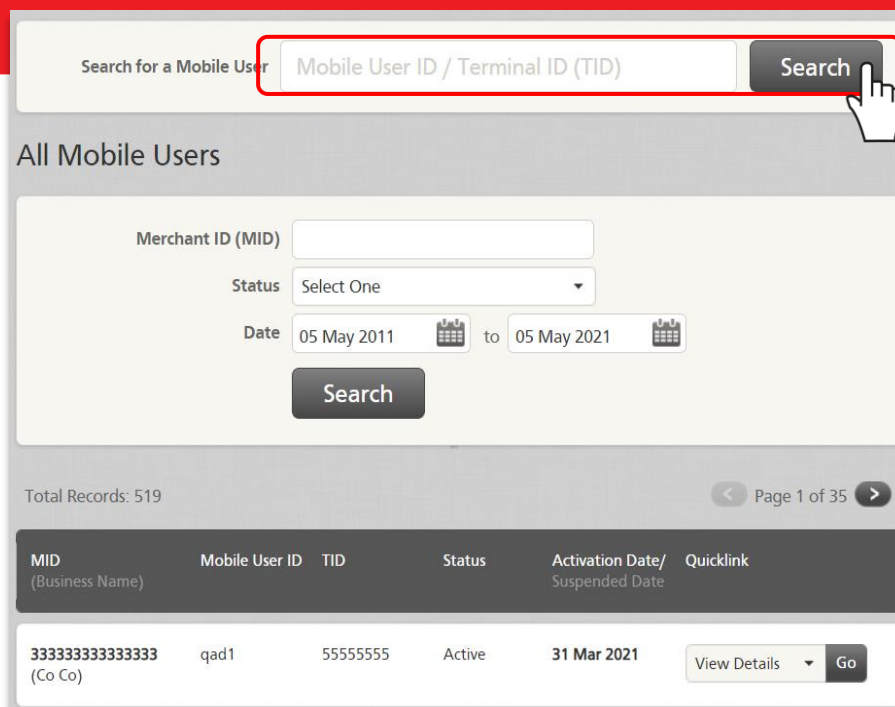 Search for a Mobile User Mobile User ID / Terminal ID (TID) Search
All Mobile Users
Merchant ID (MID)
Status Select One
Date 05 May 2011 to 05 May 2021
Search
Total Records: 519 Page 1 of 35
MID Mobile User ID TID Status Activation Date/ Quicklink
(Business Name) Suspended Date
333333333333333 qad1 55555555 Active 31 Mar 2021 View Details Go
(Co Co)